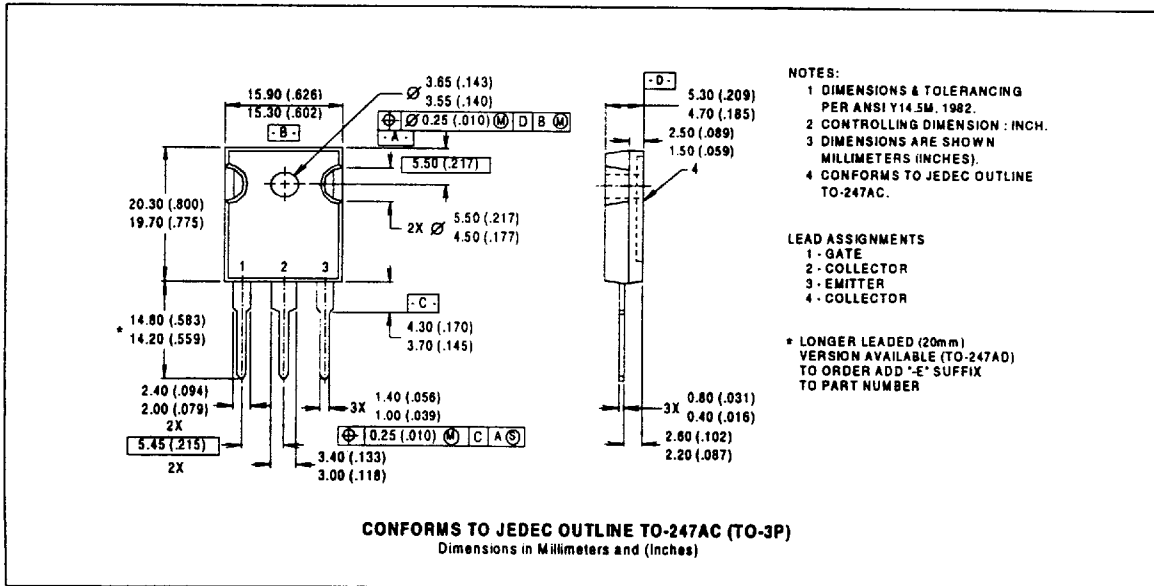 15.90 (.626)
15.30 (.602)
- B -
Ø 3.65 (.143)
3.55 (.140)
⌖ Ø 0.25 (.010) Ⓜ D B Ⓜ
- A -
5.50 (.217)
20.30 (.800)
19.70 (.775)
2X Ø 5.50 (.217)
4.50 (.177)
1 2 3
- C -
* 14.80 (.583)
14.20 (.559)
4.30 (.170)
3.70 (.145)
2.40 (.094)
2.00 (.079)
2X
5.45 (.215)
2X
3X 1.40 (.056)
1.00 (.039)
⌖ 0.25 (.010) Ⓜ C A Ⓢ
3.40 (.133)
3.00 (.118)
- D -
5.30 (.209)
4.70 (.185)
2.50 (.089)
1.50 (.059)
4
3X 0.80 (.031)
0.40 (.016)
2.60 (.102)
2.20 (.087)
NOTES:
1 DIMENSIONS & TOLERANCING
PER ANSI Y14.5M, 1982.
2 CONTROLLING DIMENSION : INCH.
3 DIMENSIONS ARE SHOWN
MILLIMETERS (INCHES).
4 CONFORMS TO JEDEC OUTLINE
TO-247AC.
LEAD ASSIGNMENTS
1 - GATE
2 - COLLECTOR
3 - EMITTER
4 - COLLECTOR
* LONGER LEADED (20mm)
VERSION AVAILABLE (TO-247AD)
TO ORDER ADD "-E" SUFFIX
TO PART NUMBER
CONFORMS TO JEDEC OUTLINE TO-247AC (TO-3P)
Dimensions in Millimeters and (Inches)